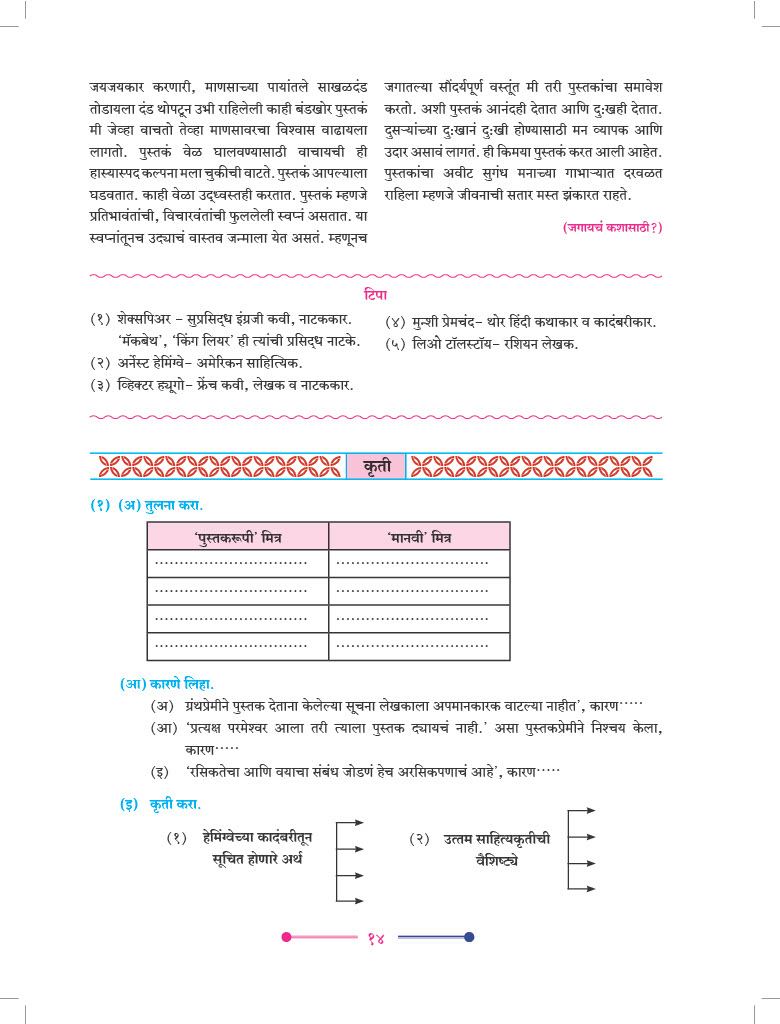 जयजयकार करणारी, माणसाच्या पायांतले साखळदंड
तोडायला दंड थोपटून उभी राहिलेली काही बंडखोर पुस्तकं
मी जेव्हा वाचतो तेव्हा माणसावरचा विश्वास वाढायला
लागतो. पुस्तकं वेळ घालवण्यासाठी वाचायची ही
हास्यास्पद कल्पना मला चुकीची वाटते. पुस्तकं आपल्याला
घडवतात. काही वेळा उद्ध्वस्तही करतात. पुस्तकं म्हणजे
प्रतिभावंतांची, विचारवंतांची फुललेली स्वप्नं असतात. या
स्वप्नांतूनच उद्याचं वास्तव जन्माला येत असतं. म्हणूनच
जगातल्या सौंदर्यपूर्ण वस्तूंत मी तरी पुस्तकांचा समावेश
करतो. अशी पुस्तकं आनंदही देतात आणि दुःखही देतात.
दुसऱ्यांच्या दुःखानं दुःखी होण्यासाठी मन व्यापक आणि
उदार असावं लागतं. ही किमया पुस्तकं करत आली आहेत.
पुस्तकांचा अवीट सुगंध मनाच्या गाभाऱ्यात दरवळत
राहिला म्हणजे जीवनाची सतार मस्त झंकारत राहते.
(जगायचं कशासाठी?)
टिपा
(१) शेक्सपिअर – सुप्रसिद्ध इंग्रजी कवी, नाटककार.
‘मॅकबेथ’, ‘किंग लियर’ ही त्यांची प्रसिद्ध नाटके.
(२) अर्नेस्ट हेमिंग्वे– अमेरिकन साहित्यिक.
(३) व्हिक्टर ह्यूगो– फ्रेंच कवी, लेखक व नाटककार.
(४) मुन्शी प्रेमचंद– थोर हिंदी कथाकार व कादंबरीकार.
(५) लिओ टॉलस्टॉय– रशियन लेखक.
कृती
(१) (अ) तुलना करा.
‘पुस्तकरूपी’ मित्र ‘मानवी’ मित्र
............................... ...............................
............................... ...............................
............................... ...............................
............................... ...............................
(आ) कारणे लिहा.
(अ) ग्रंथप्रेमीने पुस्तक देताना केलेल्या सूचना लेखकाला अपमानकारक वाटल्या नाहीत’, कारण.....
(आ) ‘प्रत्यक्ष परमेश्वर आला तरी त्याला पुस्तक द्यायचं नाही.’ असा पुस्तकप्रेमीने निश्चय केला,
कारण.....
(इ) ‘रसिकतेचा आणि वयाचा संबंध जोडणं हेच अरसिकपणाचं आहे’, कारण.....
(इ) कृती करा.
(१) हेमिंग्वेच्या कादंबरीतून
सूचित होणारे अर्थ
(२) उत्तम साहित्यकृतीची
वैशिष्ट्ये
१४